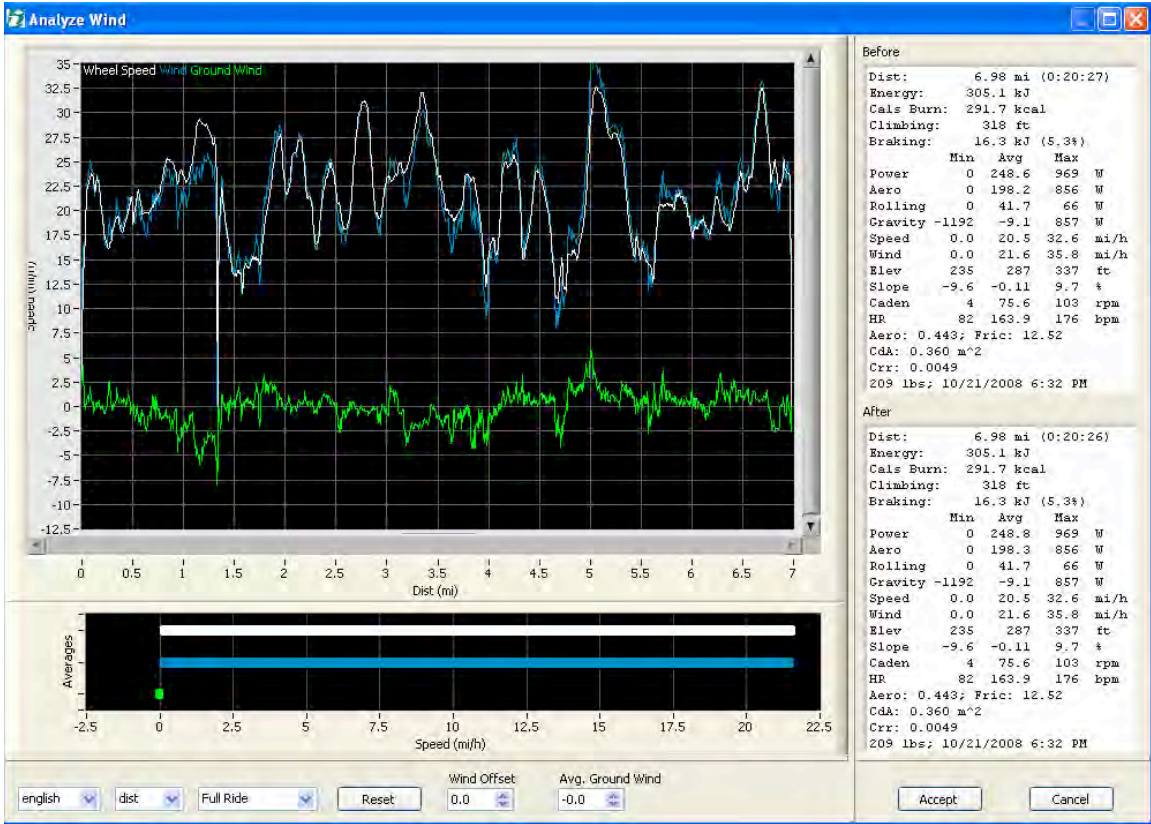 Analyze Wind
Wheel Speed Wind Ground Wind
35
32.5
30
27.5
25
22.5
20
17.5
15
12.5
10
7.5
5
2.5
0
-2.5
-5
-7.5
-10
-12.5
0 0.5 1 1.5 2 2.5 3 3.5 4 4.5 5 5.5 6 6.5 7
Dist (mi)
Averages
-2.5 0 2.5 5 7.5 10 12.5 15 17.5 20 22.5
Speed (mi/h)
Wind Offset Avg. Ground Wind
english dist Full Ride Reset 0.0 -0.0
Before
Dist: 6.98 mi (0:20:27)
Energy: 305.1 kJ
Cals Burn: 291.7 kcal
Climbing: 318 ft
Braking: 16.3 kJ (5.3%)
Min Avg Max
Power 0 248.6 969 W
Aero 0 198.2 856 W
Rolling 0 41.7 66 W
Gravity -1192 -9.1 857 W
Speed 0.0 20.5 32.6 mi/h
Wind 0.0 21.6 35.8 mi/h
Elev 235 287 337 ft
Slope -9.6 -0.11 9.7 %
Caden 4 75.6 103 rpm
HR 82 163.9 176 bpm
Aero: 0.443; Fric: 12.52
CdA: 0.360 m^2
Crr: 0.0049
209 lbs; 10/21/2008 6:32 PM
After
Dist: 6.98 mi (0:20:26)
Energy: 305.1 kJ
Cals Burn: 291.7 kcal
Climbing: 318 ft
Braking: 16.3 kJ (5.3%)
Min Avg Max
Power 0 248.8 969 W
Aero 0 198.3 856 W
Rolling 0 41.7 66 W
Gravity -1192 -9.1 857 W
Speed 0.0 20.5 32.6 mi/h
Wind 0.0 21.6 35.8 mi/h
Elev 235 287 337 ft
Slope -9.6 -0.11 9.7 %
Caden 4 75.6 103 rpm
HR 82 163.9 176 bpm
Aero: 0.443; Fric: 12.52
CdA: 0.360 m^2
Crr: 0.0049
209 lbs; 10/21/2008 6:32 PM
Accept Cancel